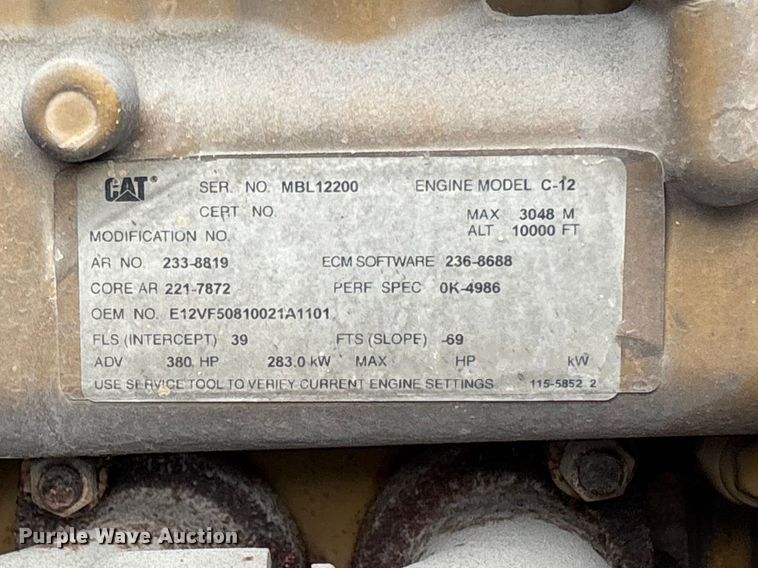 CAT® SER. NO. MBL12200 ENGINE MODEL C-12
CERT NO. MAX 3048 M
MODIFICATION NO. ALT 10000 FT
AR NO. 233-8819 ECM SOFTWARE 236-8688
CORE AR 221-7872 PERF SPEC 0K-4986
OEM NO. E12VF50810021A1101
FLS (INTERCEPT) 39 FTS (SLOPE) -69
ADV 380 HP 283.0 kW MAX HP kW
USE SERVICE TOOL TO VERIFY CURRENT ENGINE SETTINGS 115-5852 2
Purple Wave Auction